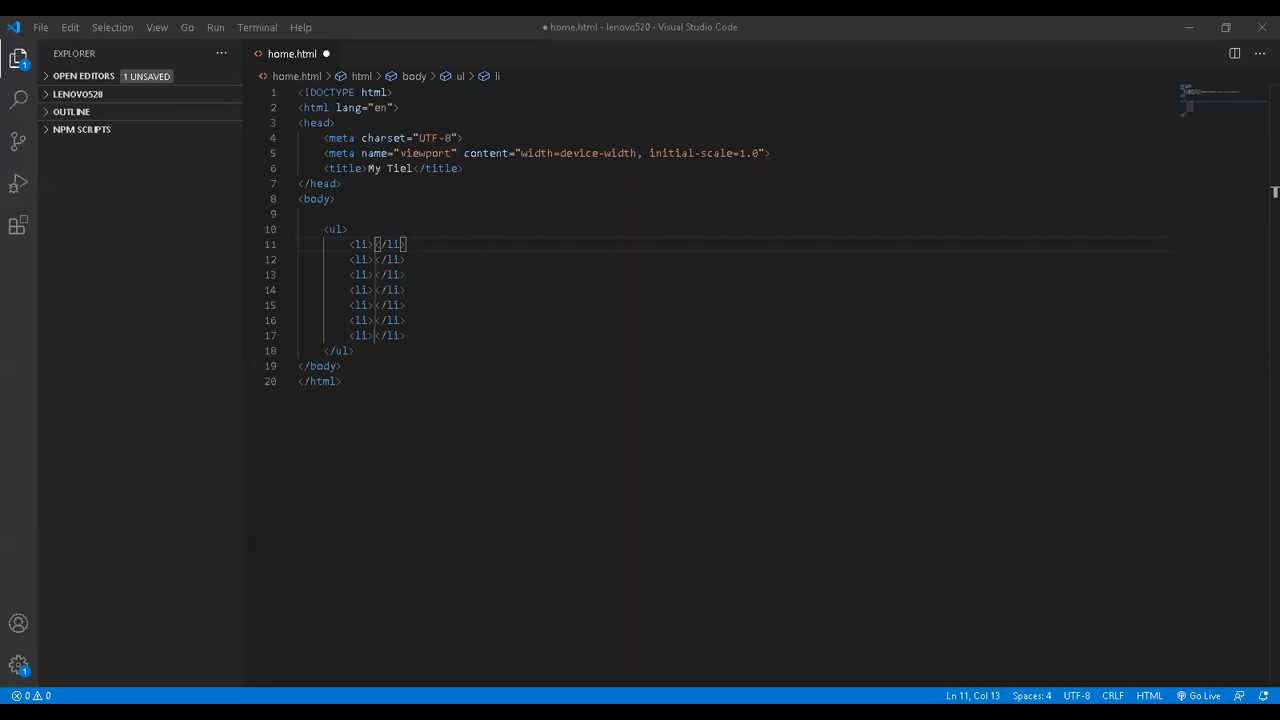 File Edit Selection View Go Run Terminal Help
● home.html - lenovo520 - Visual Studio Code
EXPLORER
home.html
OPEN EDITORS 1 UNSAVED
home.html > html > body > ul > li
LENOVO520
OUTLINE
NPM SCRIPTS
1 <!DOCTYPE html>
2 <html lang="en">
3 <head>
4 <meta charset="UTF-8">
5 <meta name="viewport" content="width=device-width, initial-scale=1.0">
6 <title>My Tiel</title>
7 </head>
8 <body>
9
10 <ul>
11 <li></li>
12 <li></li>
13 <li></li>
14 <li></li>
15 <li></li>
16 <li></li>
17 <li></li>
18 </ul>
19 </body>
20 </html>
1
1
0 0
Ln 11, Col 13 Spaces: 4 UTF-8 CRLF HTML Go Live